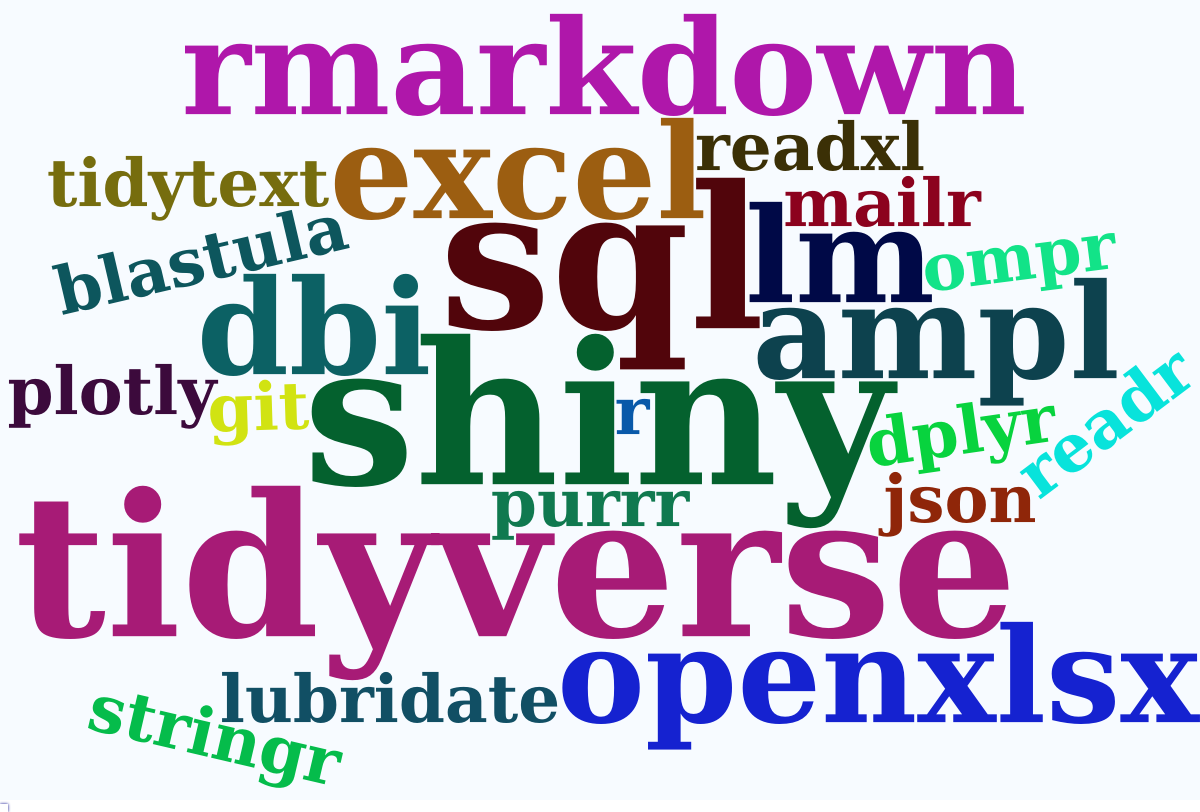 rmarkdown
excel
readxl
tidytext
mailr
sql
lm
blastula
ompr
dbi
ampl
shiny
plotly
git
r
dplyr
readr
purrr
json
tidyverse
openxlsx
lubridate
stringr